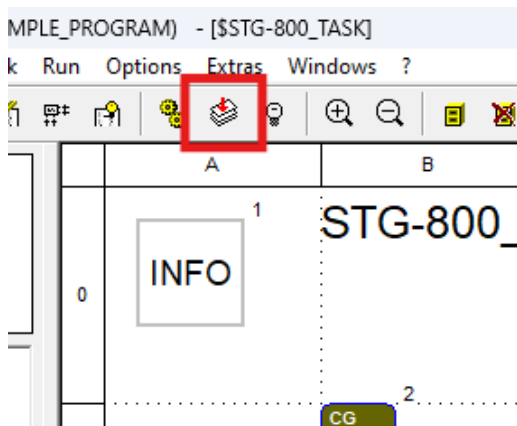 MPLE_PROGRAM) - [$STG-800_TASK]
k Run Options Extras Windows ?
A B
1
STG-800_
INFO
0
2
CG